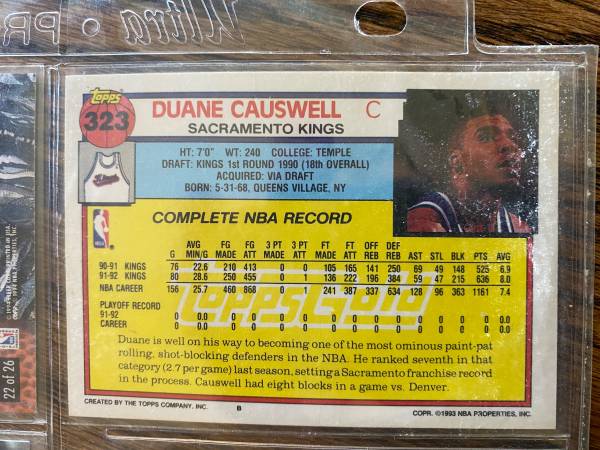 Ultra · PR
Topps
323
DUANE CAUSWELL C
SACRAMENTO KINGS
HT: 7'0" WT: 240 COLLEGE: TEMPLE
DRAFT: KINGS 1st ROUND 1990 (18th OVERALL)
ACQUIRED: VIA DRAFT
BORN: 5-31-68, QUEENS VILLAGE, NY
NBA
COMPLETE NBA RECORD
G AVG MIN/G FG MADE FG ATT 3 PT MADE 3 PT ATT FT MADE FT ATT OFF REB DEF REB AST STL BLK PTS AVG
90-91 KINGS 76 22.6 210 413 0 0 105 165 141 250 69 49 148 525 6.9
91-92 KINGS 80 28.6 250 455 0 1 136 222 196 384 59 47 215 636 8.0
NBA CAREER 156 25.7 460 868 0 1 241 387 337 634 128 96 363 1161 7.4
PLAYOFF RECORD
91-92 0 0 0 0 0 0 0 0 0 0 0 0 0 0 0
CAREER 0 0 0 0 0 0 0 0 0 0 0 0 0 0 0
ToppsGold
Duane is well on his way to becoming one of the most ominous paint-pat
rolling, shot-blocking defenders in the NBA. He ranked seventh in that
category (2.7 per game) last season, setting a Sacramento franchise record
in the process. Causwell had eight blocks in a game vs. Denver.
CREATED BY THE TOPPS COMPANY, INC. B COPR. ©1993 NBA PROPERTIES, INC.
22 of 26